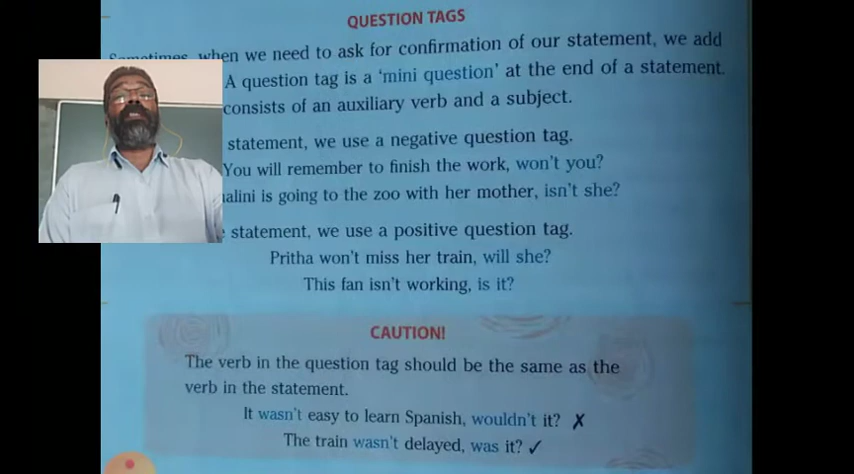 QUESTION TAGS
Sometimes, when we need to ask for confirmation of our statement, we add
A question tag is a ‘mini question’ at the end of a statement.
consists of an auxiliary verb and a subject.
statement, we use a negative question tag.
You will remember to finish the work, won't you?
is going to the zoo with her mother, isn't she?
statement, we use a positive question tag.
Pritha won't miss her train, will she?
This fan isn't working, is it?
CAUTION!
The verb in the question tag should be the same as the
verb in the statement.
It wasn't easy to learn Spanish, wouldn't it? ✗
The train wasn't delayed, was it? ✓